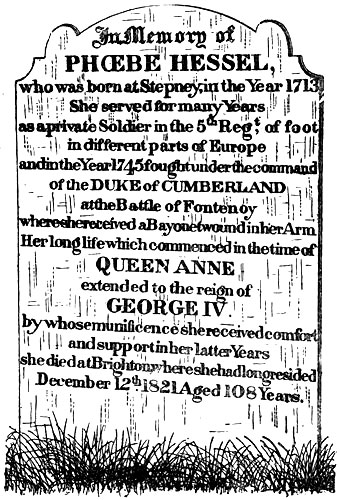 In Memory of
PHŒBE HESSEL,
who was born at Stepney, in the Year 1713.
She served for many Years
as a private Soldier in the 5th Regt. of foot
in different parts of Europe
and in the Year 1745 fought under the command
of the DUKE of CUMBERLAND
at the Battle of Fontenoy
where she received a Bayonet wound in her Arm
Her long life which commenced in the time of
QUEEN ANNE
extended to the reign of
GEORGE IV
by whose munificence she received comfort
and support in her latter Years
she died at Brighton, where she had long resided
December 12th. 1821 Aged 108 Years.